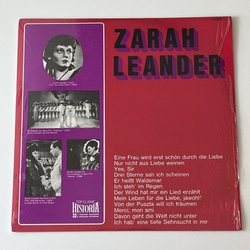 ZARAH
LEANDER
TOP CLASSIC
HISTORIA
Eine Frau wird erst schön durch die Liebe
Nur nicht aus Liebe weinen
Yes, Sir
Drei Sterne sah ich scheinen
Er heißt Waldemar
Ich steh' im Regen
Der Wind hat mir ein Lied erzählt
Mein Leben für die Liebe, jawohl!
Von der Puszta will ich träumen
Merci, mon ami
Davon geht die Welt nicht unter
Ich hab' eine tiefe Sehnsucht in mir